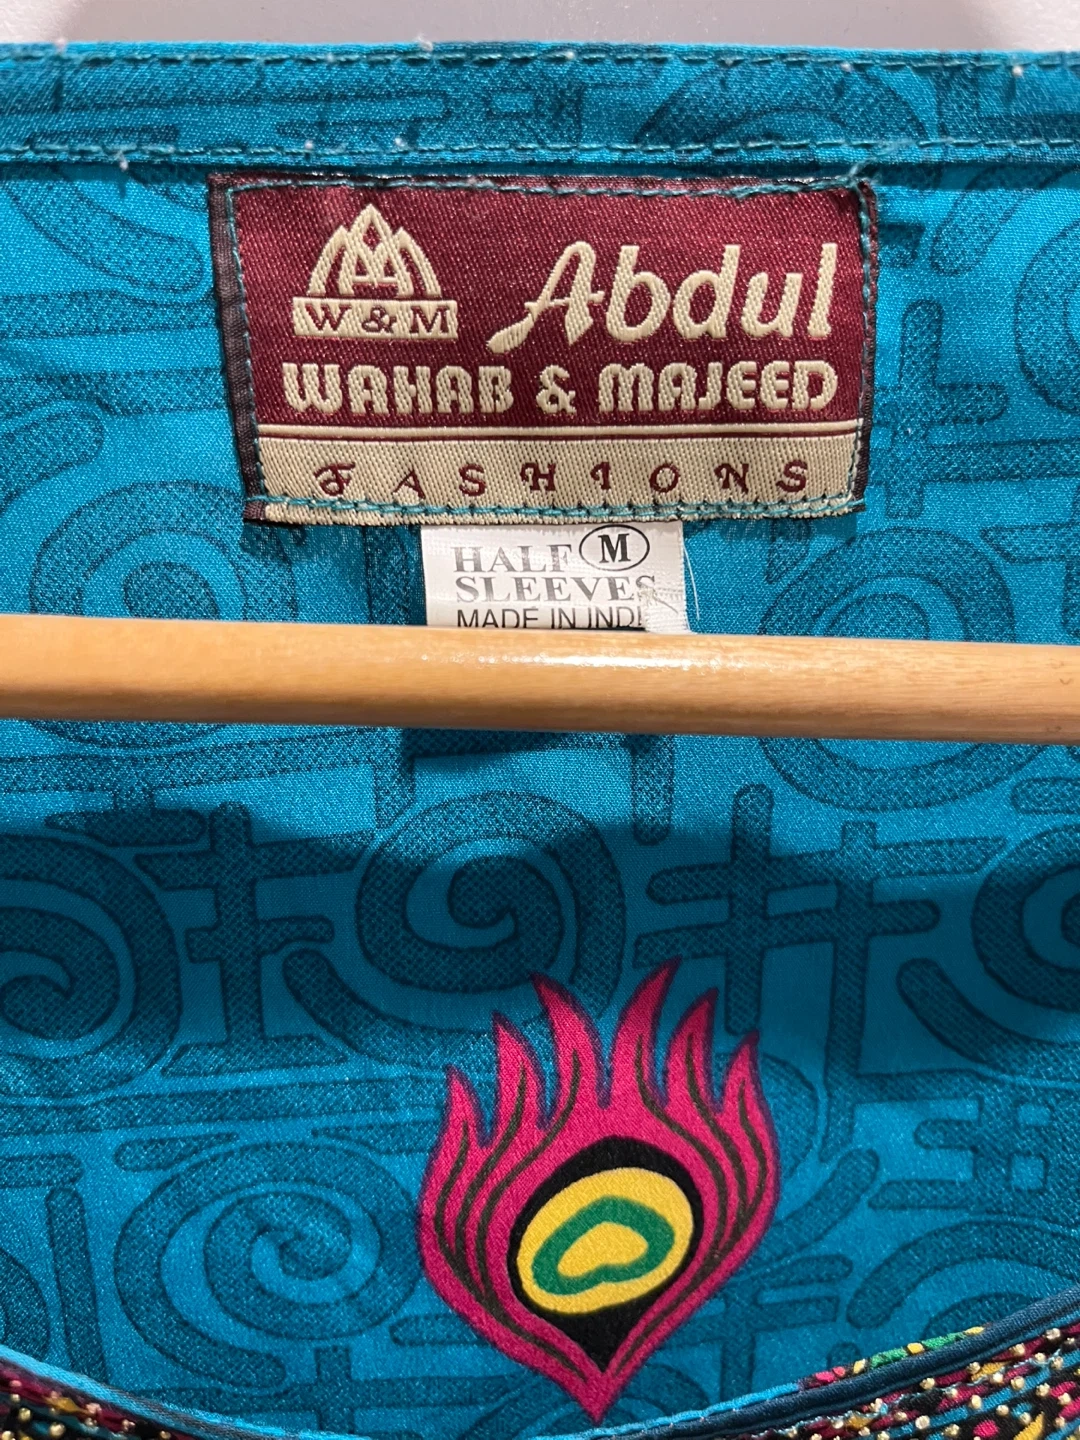 W & M
Abdul
WAHAB & MAJEED
FASHIONS
HALF M
SLEEVES
MADE IN INDI